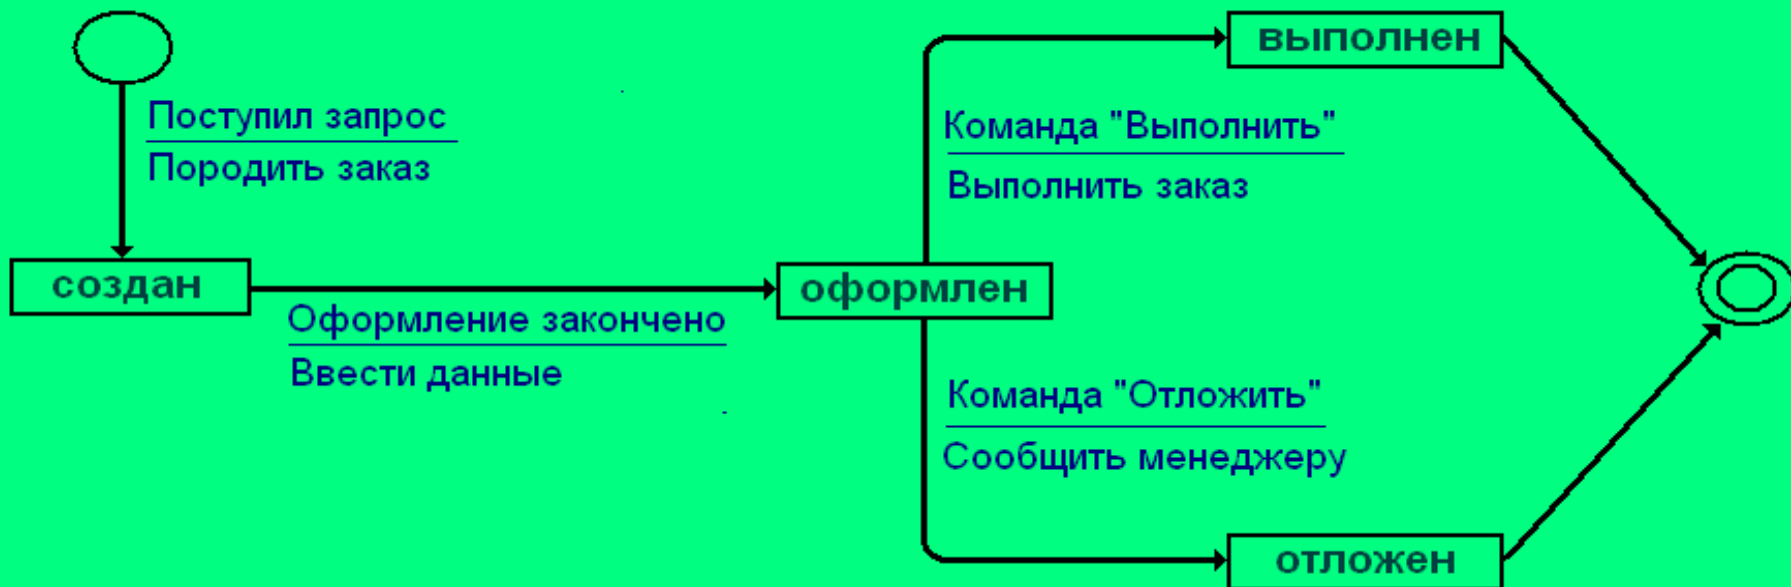 выполнен
Поступил запрос
Породить заказ
Команда "Выполнить"
Выполнить заказ
создан
оформлен
Оформление закончено
Ввести данные
Команда "Отложить"
Сообщить менеджеру
отложен